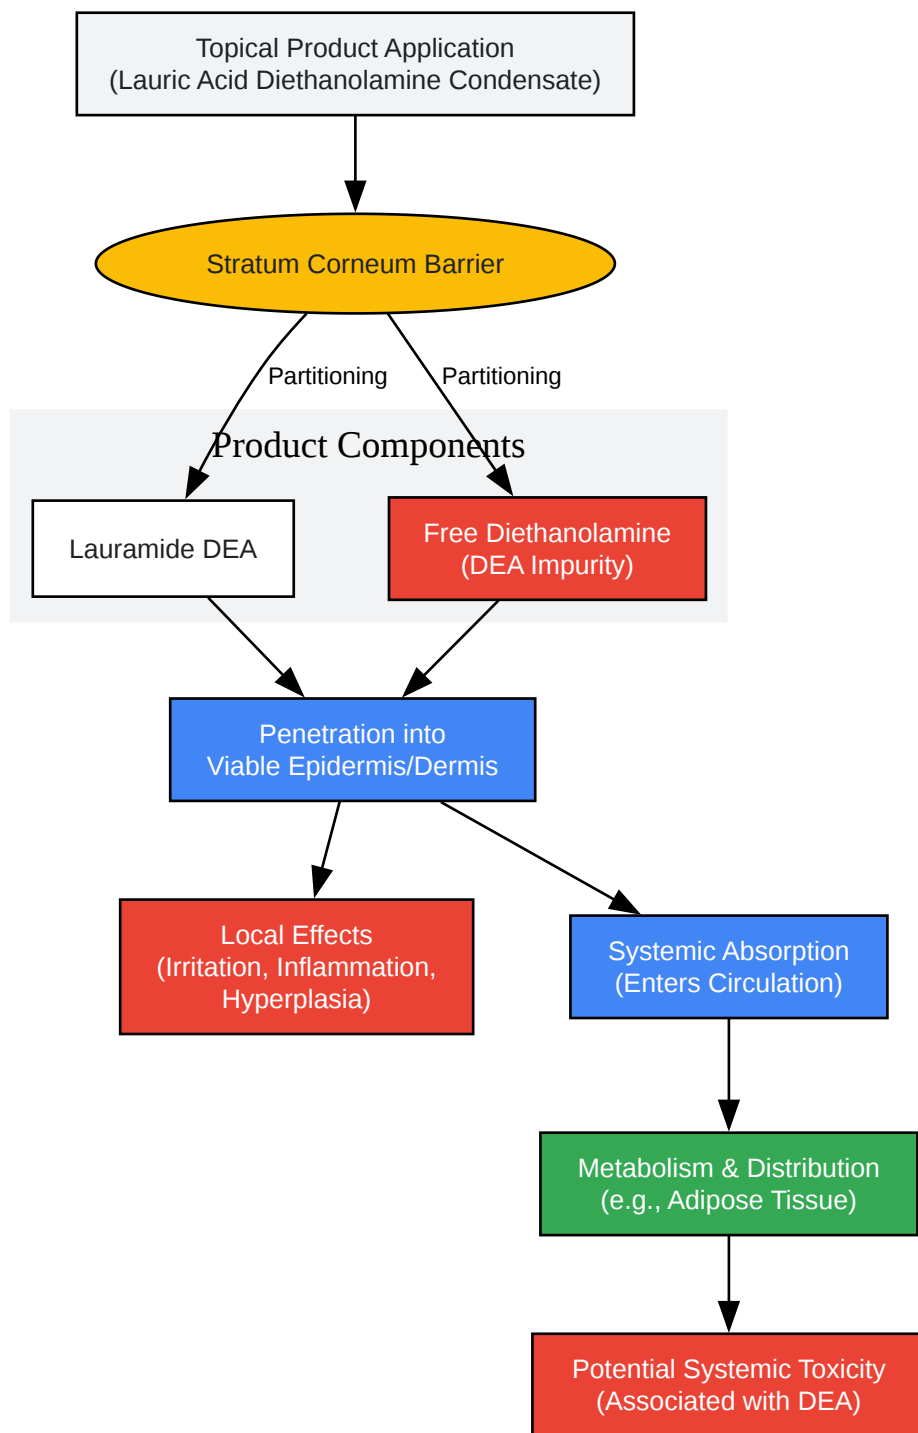 Topical Product Application
(Lauric Acid Diethanolamine Condensate)
Stratum Corneum Barrier
Partitioning
Partitioning
Product Components
Lauramide DEA
Free Diethanolamine
(DEA Impurity)
Penetration into
Viable Epidermis/Dermis
Local Effects
(Irritation, Inflammation,
Hyperplasia)
Systemic Absorption
(Enters Circulation)
Metabolism & Distribution
(e.g., Adipose Tissue)
Potential Systemic Toxicity
(Associated with DEA)